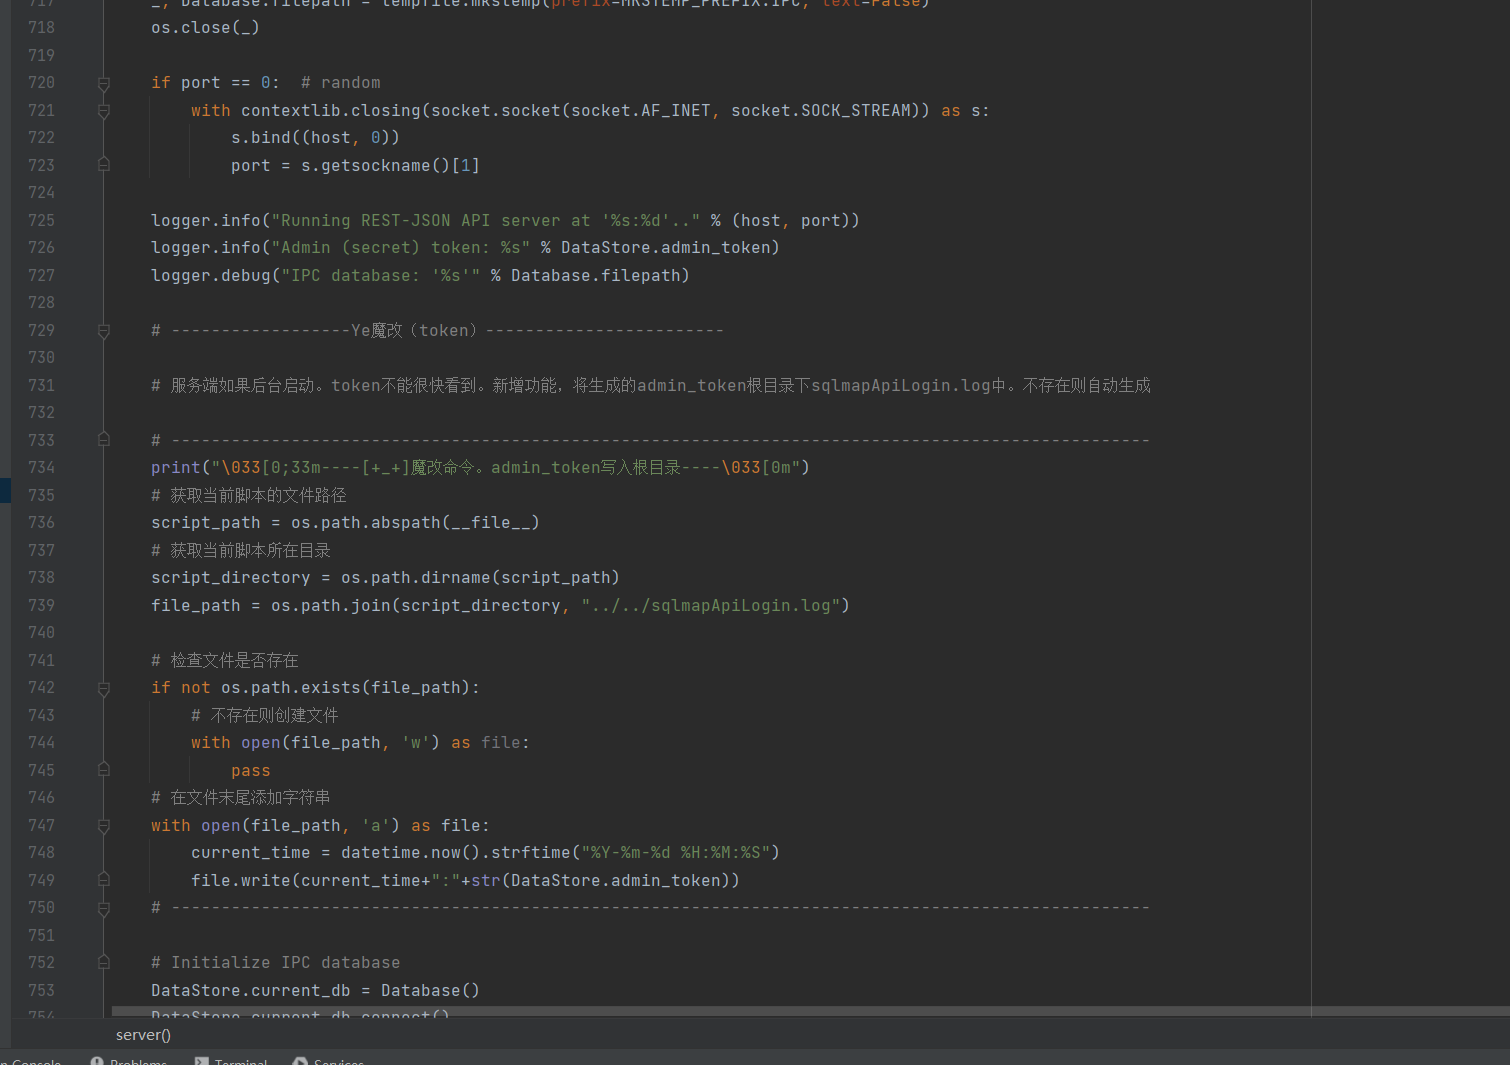 717 _, Database.filepath = tempfile.mkstemp(prefix=MKSTEMP_PREFIX.IPC, text=False)
718 os.close(_)
719
720 if port == 0:  # random
721 with contextlib.closing(socket.socket(socket.AF_INET, socket.SOCK_STREAM)) as s:
722 s.bind((host, 0))
723 port = s.getsockname()[1]
724
725 logger.info("Running REST-JSON API server at '%s:%d'.." % (host, port))
726 logger.info("Admin (secret) token: %s" % DataStore.admin_token)
727 logger.debug("IPC database: '%s'" % Database.filepath)
728
729 # ------------------Ye魔改（token）------------------------
730
731 # 服务端如果后台启动。token不能很快看到。新增功能，将生成的admin_token根目录下sqlmapApiLogin.log中。不存在则自动生成
732
733 # --------------------------------------------------------------------------------------------------
734 print("\033[0;33m----[+_+]魔改命令。admin_token写入根目录----\033[0m")
735 # 获取当前脚本的文件路径
736 script_path = os.path.abspath(__file__)
737 # 获取当前脚本所在目录
738 script_directory = os.path.dirname(script_path)
739 file_path = os.path.join(script_directory, "../../sqlmapApiLogin.log")
740
741 # 检查文件是否存在
742 if not os.path.exists(file_path):
743 # 不存在则创建文件
744 with open(file_path, 'w') as file:
745 pass
746 # 在文件末尾添加字符串
747 with open(file_path, 'a') as file:
748 current_time = datetime.now().strftime("%Y-%m-%d %H:%M:%S")
749 file.write(current_time+":"+str(DataStore.admin_token))
750 # --------------------------------------------------------------------------------------------------
751
752 # Initialize IPC database
753 DataStore.current_db = Database()
754 DataStore.current_db.connect()
server()
n Console Problems Terminal Services